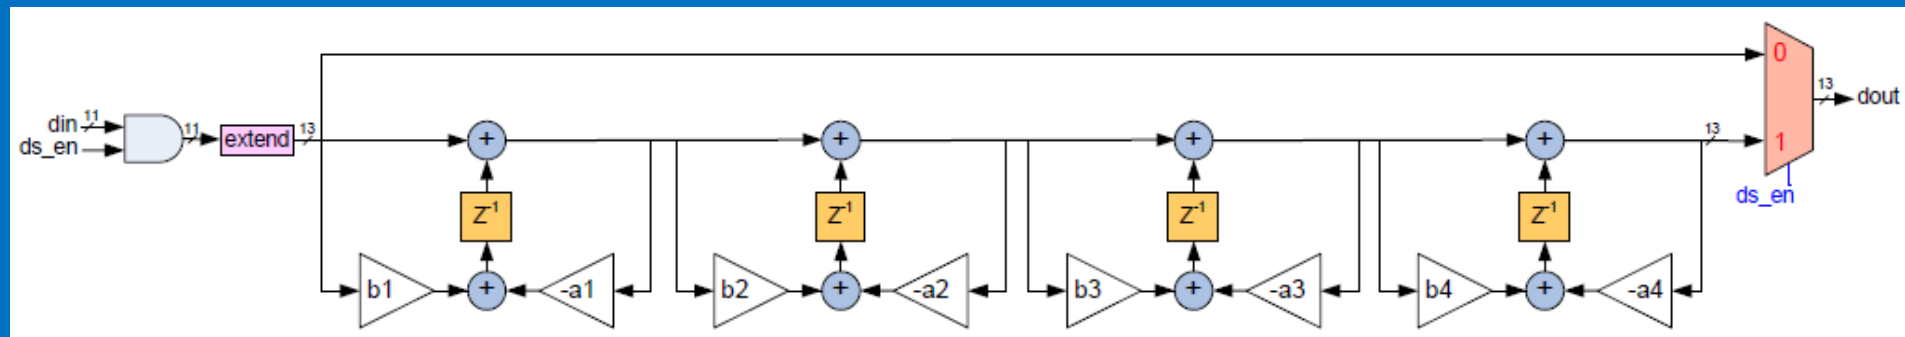 0
13
dout
din
11
ds_en
11
extend
13
+
+
+
+
13
1
ds_en
Z-1
Z-1
Z-1
Z-1
b1
+
-a1
b2
+
-a2
b3
+
-a3
b4
+
-a4